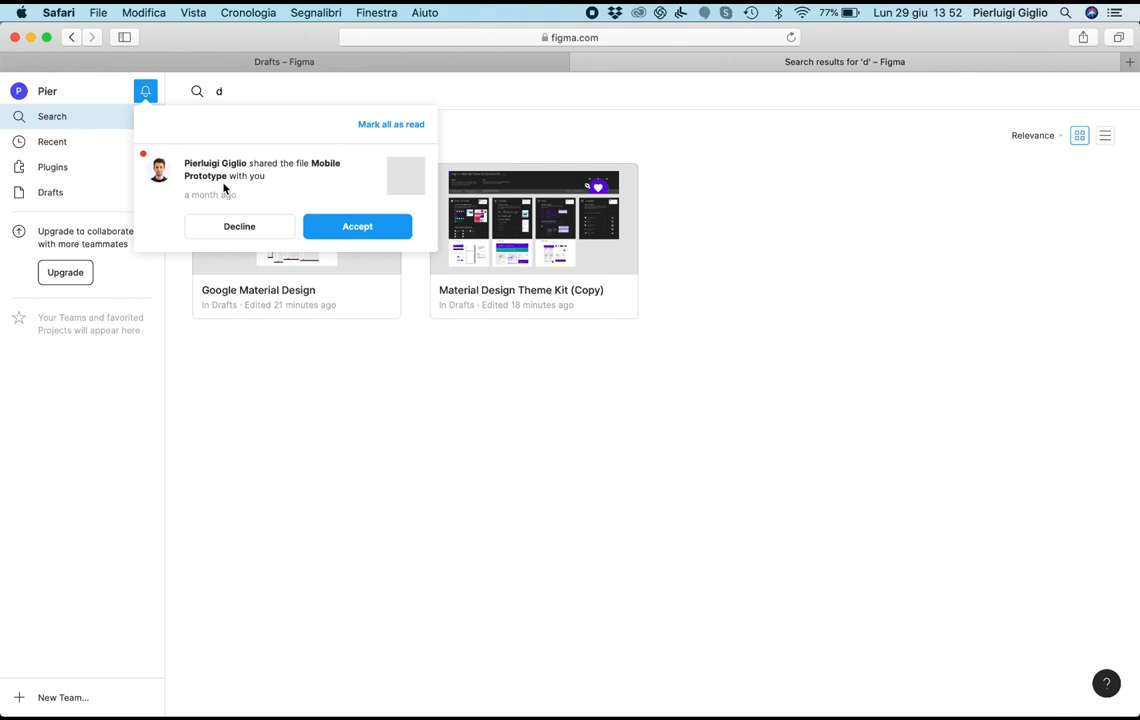 Safari File Modifica Vista Cronologia Segnalibri Finestra Aiuto 77% Lun 29 giu 13 52 Pierluigi Giglio
figma.com
Drafts – Figma
Search results for 'd' – Figma
P Pier
d
Search
Mark all as read
Relevance
Recent
Pierluigi Giglio shared the file Mobile
Prototype with you
a month ago
Plugins
Drafts
Decline
Accept
Upgrade to collaborate
with more teammates
Upgrade
Google Material Design
In Drafts · Edited 21 minutes ago
Material Design Theme Kit (Copy)
In Drafts · Edited 18 minutes ago
Your Teams and favorited
Projects will appear here
New Team...
?